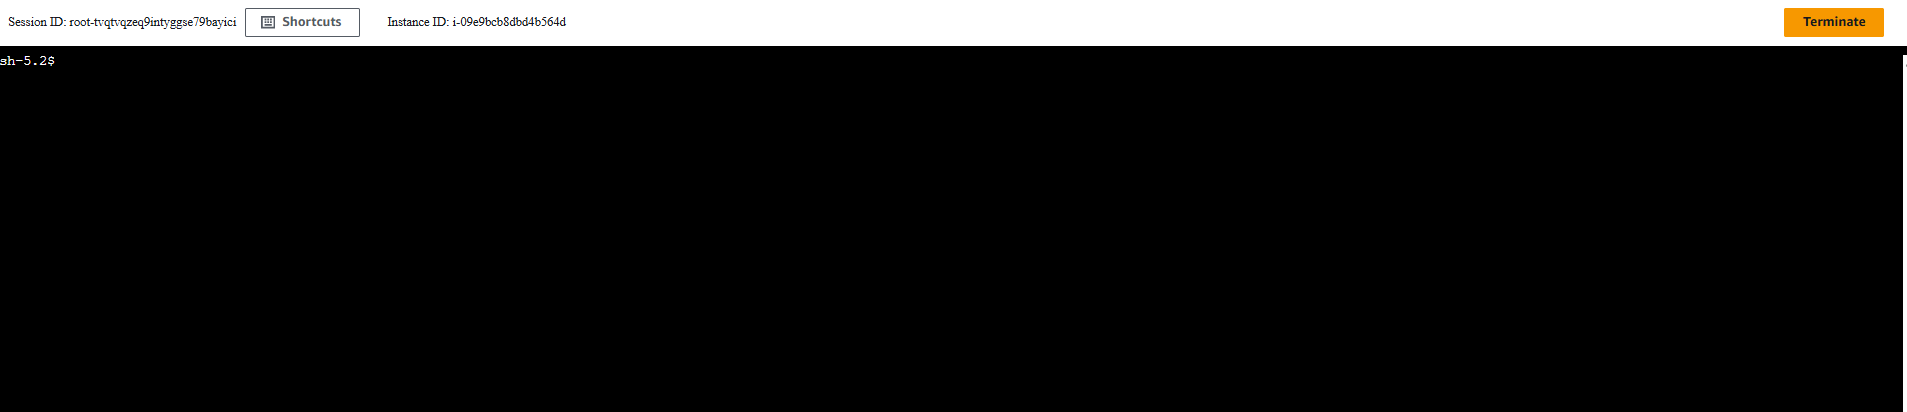 Session ID: root-tvqtvqzeq9intyggse79bayici Shortcuts Instance ID: i-09e9bcb8dbd4b564d Terminate
sh-5.2$